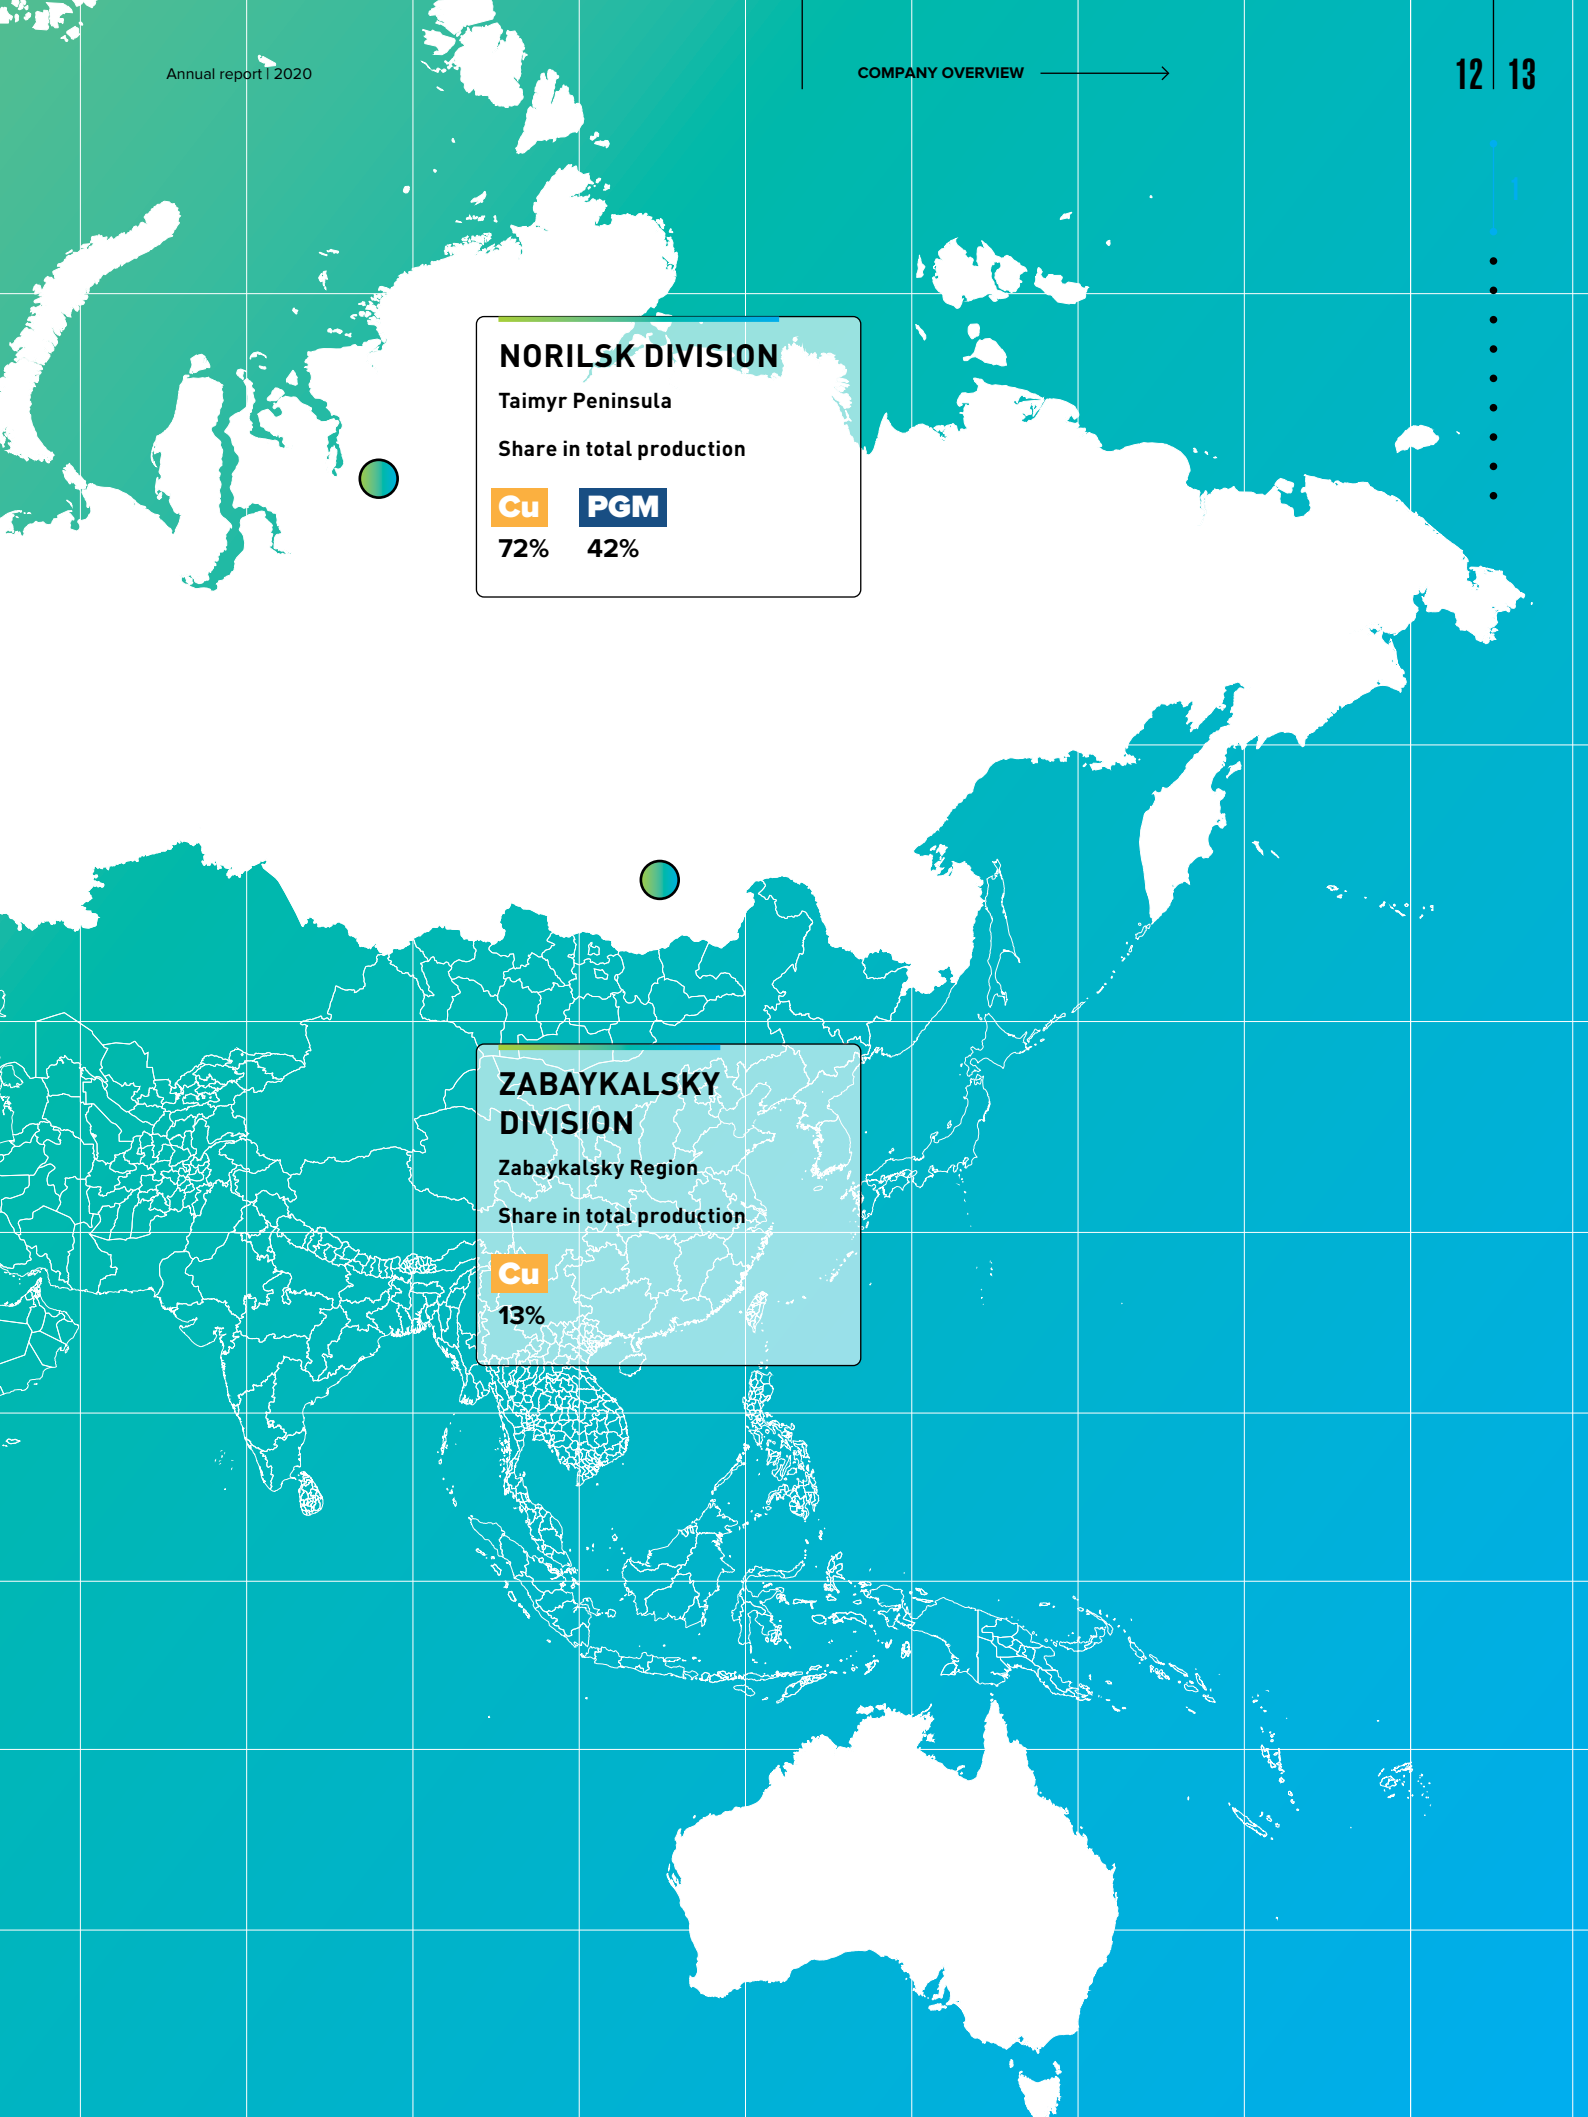 Annual report | 2020
COMPANY OVERVIEW
12 13
NORILSK DIVISION
Taimyr Peninsula
Share in total production
Cu PGM
72% 42%
ZABAYKALSKY
DIVISION
Zabaykalsky Region
Share in total production
Cu
13%